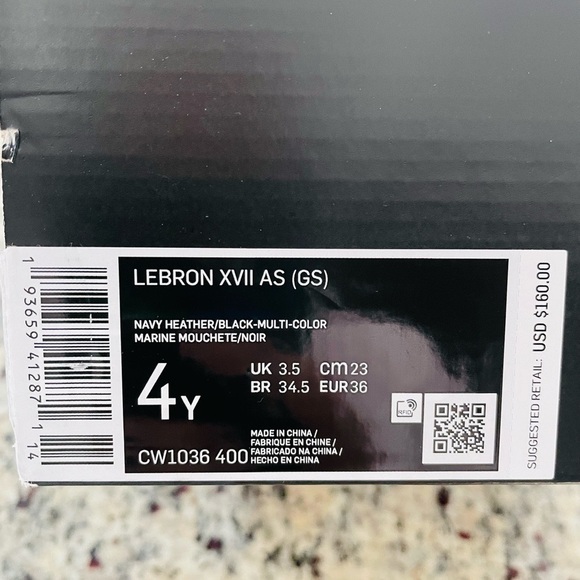 LEBRON XVII AS (GS)
NAVY HEATHER/BLACK-MULTI-COLOR
MARINE MOUCHETE/NOIR
4Y
UK 3.5 cm 23
BR 34.5 EUR 36
CW1036 400
MADE IN CHINA /
FABRIQUE EN CHINE /
FABRICADO NA CHINA /
HECHO EN CHINA
RFID
1 93659 41287 1 14
SUGGESTED RETAIL: USD $160.00